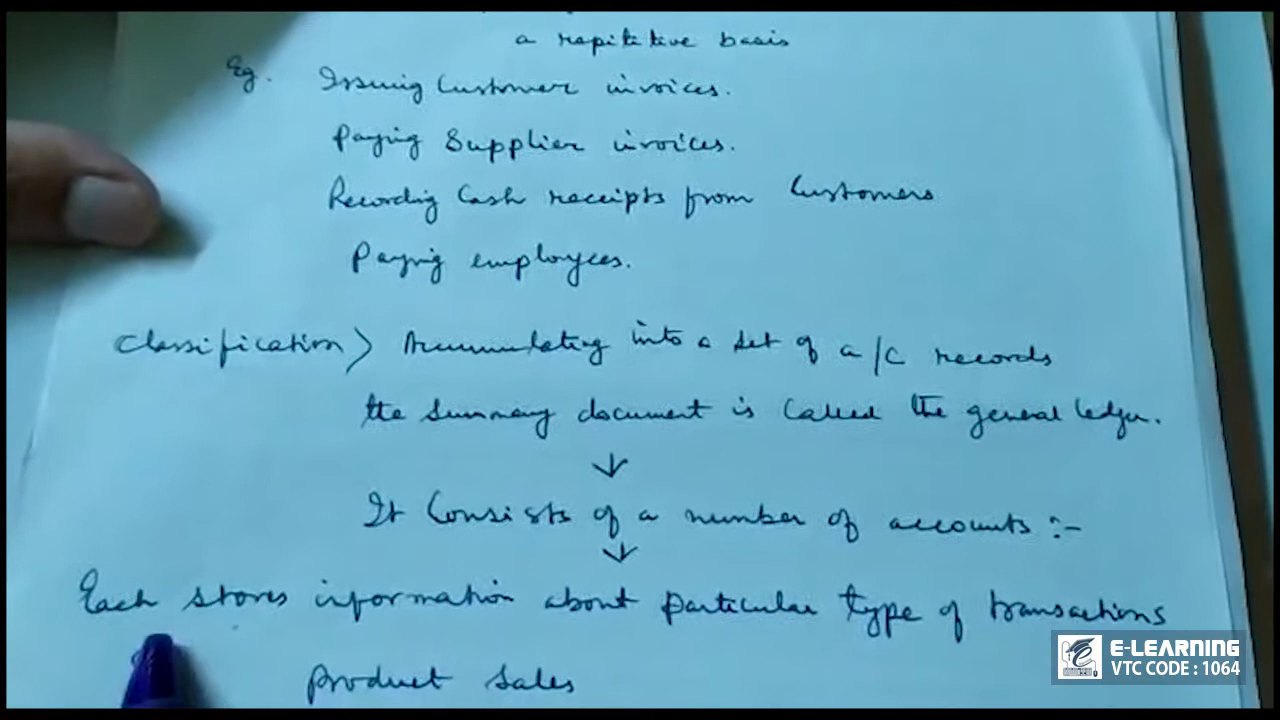 a repititive basis
Eg. Issuing Customer invoices.
Paying Supplier invoices.
Recording Cash receipts from Customers
Paying employees.
Classification > Accumulating into a set of a/c records
the summary document is called the general ledger.
↓
It Consists of a number of accounts :-
↓
Each stores information about particular type of transactions
Product Sales
E-LEARNING
VTC CODE : 1064